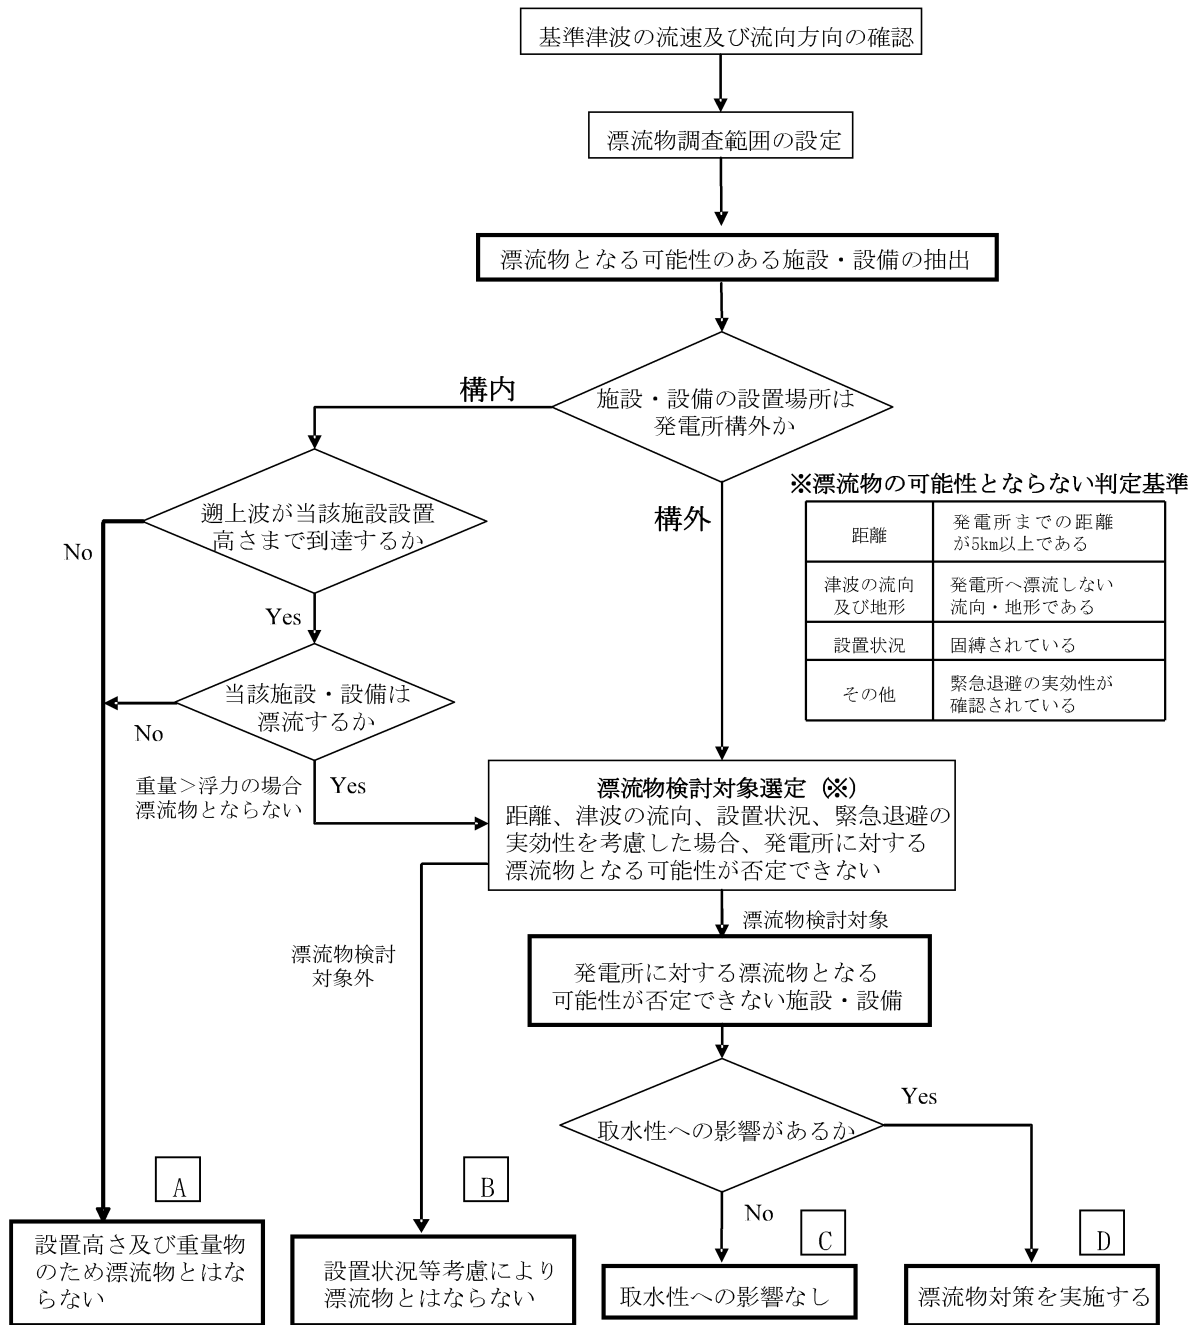 基準津波の流速及び流向方向の確認
漂流物調査範囲の設定
漂流物となる可能性のある施設・設備の抽出
施設・設備の設置場所は
発電所構外か
構内
構外
遡上波が当該施設設置
高さまで到達するか
No
Yes
当該施設・設備は
漂流するか
No
Yes
重量＞浮力の場合
漂流物とならない
※漂流物の可能性とならない判定基準
距離
発電所までの距離
が5km以上である
津波の流向
及び地形
発電所へ漂流しない
流向・地形である
設置状況
固縛されている
その他
緊急退避の実効性が
確認されている
漂流物検討対象選定（※）
距離、津波の流向、設置状況、緊急退避の
実効性を考慮した場合、発電所に対する
漂流物となる可能性が否定できない
漂流物検討対象
漂流物検討
対象外
発電所に対する漂流物となる
可能性が否定できない施設・設備
取水性への影響があるか
Yes
No
A
設置高さ及び重量物
のため漂流物とはな
らない
B
設置状況等考慮により
漂流物とはならない
C
取水性への影響なし
D
漂流物対策を実施する